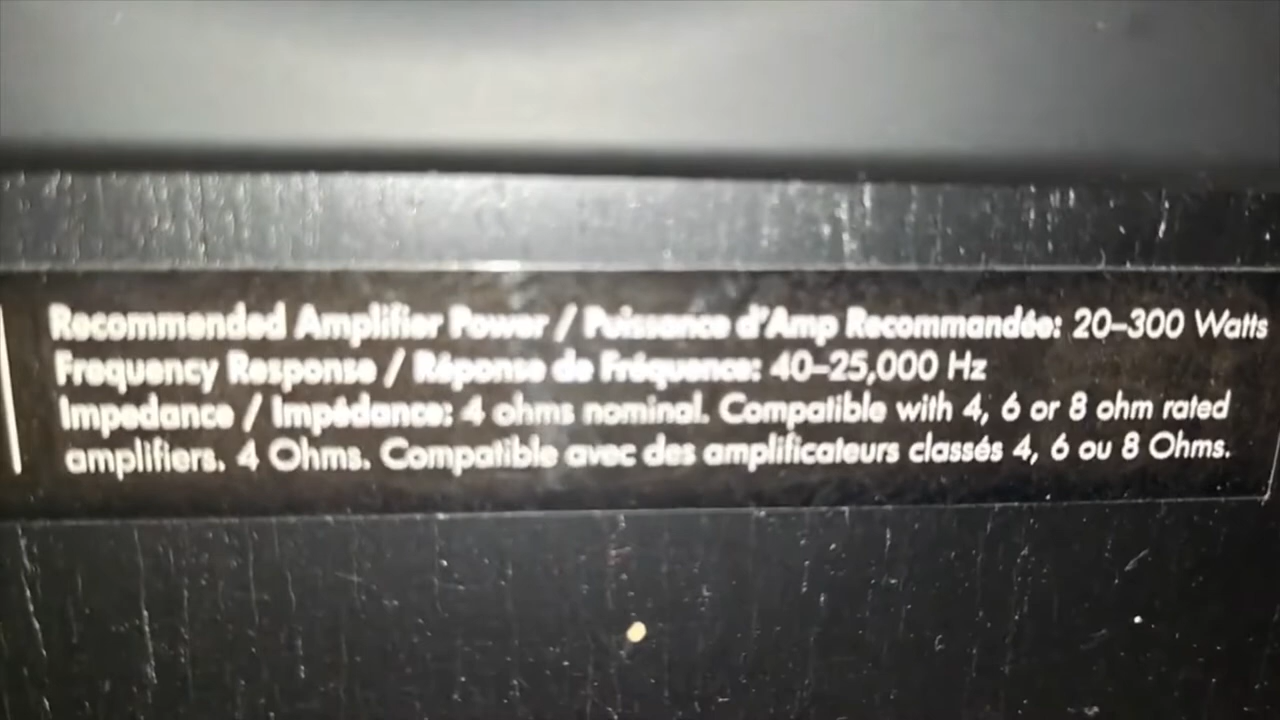 Recommended Amplifier Power / Puissance d'Amp Recommandée: 20–300 Watts
Frequency Response / Réponse de Fréquence: 40–25,000 Hz
Impedance / Impédance: 4 ohms nominal. Compatible with 4, 6 or 8 ohm rated
amplifiers. 4 Ohms. Compatible avec des amplificateurs classés 4, 6 ou 8 Ohms.